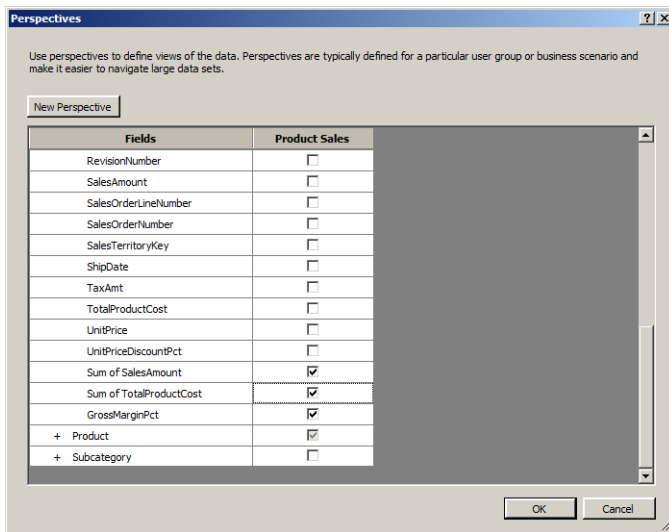 Perspectives
Use perspectives to define views of the data. Perspectives are typically defined for a particular user group or business scenario and
make it easier to navigate large data sets.
New Perspective
Fields Product Sales
RevisionNumber
SalesAmount
SalesOrderLineNumber
SalesOrderNumber
SalesTerritoryKey
ShipDate
TaxAmt
TotalProductCost
UnitPrice
UnitPriceDiscountPct
Sum of SalesAmount
Sum of TotalProductCost
GrossMarginPct
+ Product
+ Subcategory
OK Cancel